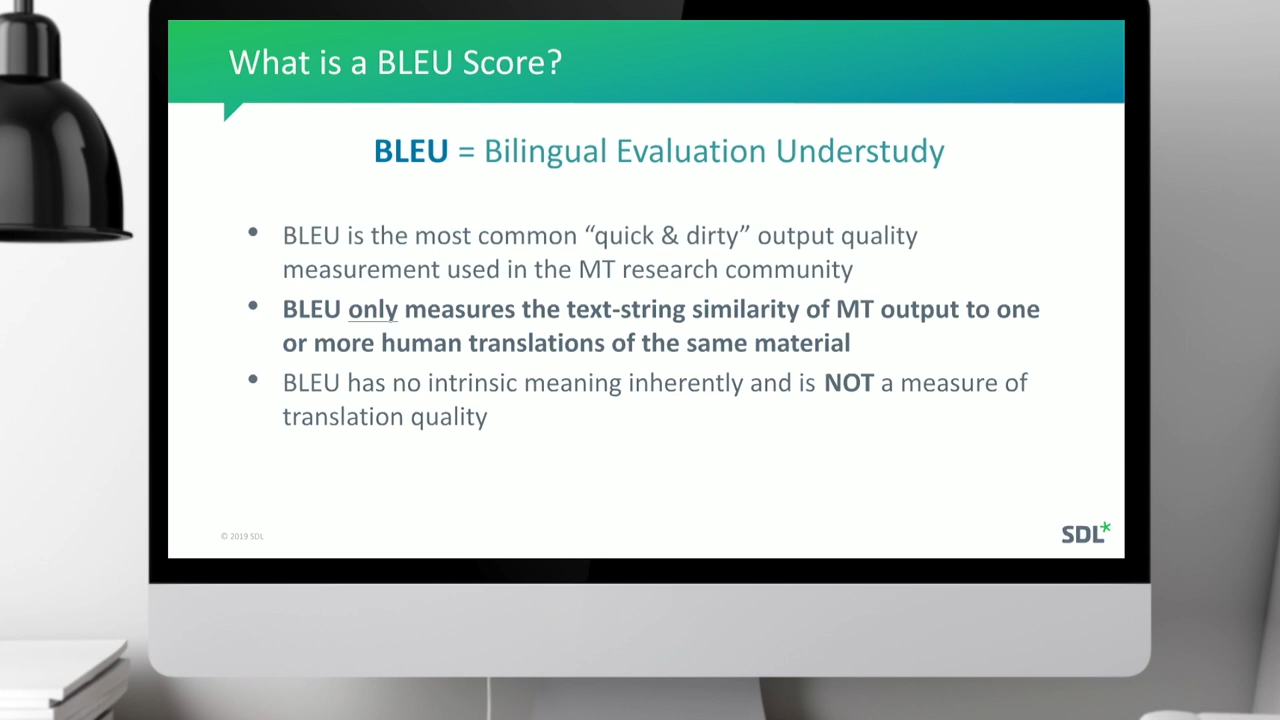 What is a BLEU Score?
BLEU = Bilingual Evaluation Understudy
• BLEU is the most common “quick & dirty” output quality
measurement used in the MT research community
• BLEU only measures the text-string similarity of MT output to one
or more human translations of the same material
• BLEU has no intrinsic meaning inherently and is NOT a measure of
translation quality
© 2019 SDL
SDL*